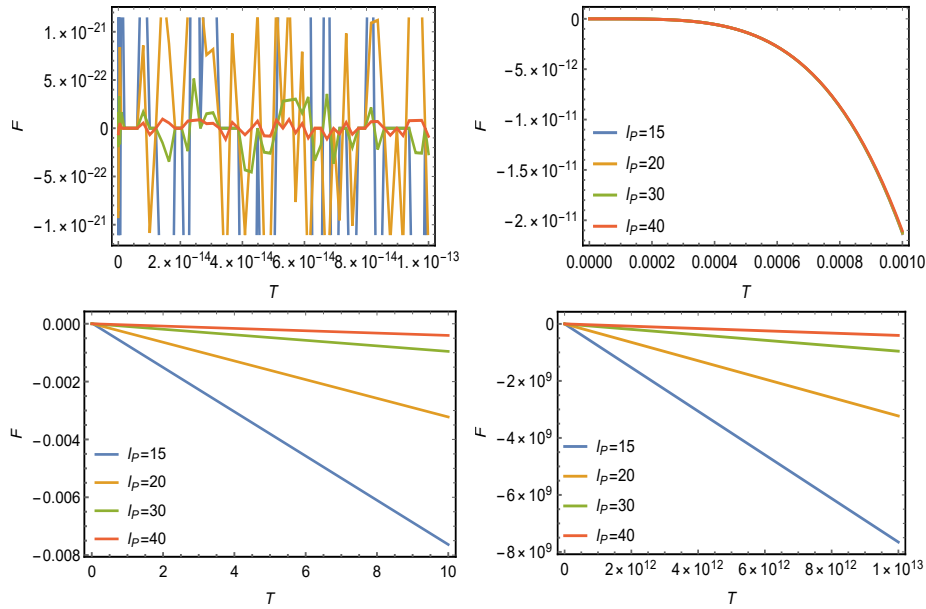 1.×10⁻²¹
5.×10⁻²²
0
−5.×10⁻²²
−1.×10⁻²¹
F
0 2.×10⁻¹⁴ 4.×10⁻¹⁴ 6.×10⁻¹⁴ 8.×10⁻¹⁴ 1.×10⁻¹³
T
0
−5.×10⁻¹²
−1.×10⁻¹¹
−1.5×10⁻¹¹
−2.×10⁻¹¹
F
l_P=15
l_P=20
l_P=30
l_P=40
0.0000 0.0002 0.0004 0.0006 0.0008 0.0010
T
0.000
−0.002
−0.004
−0.006
−0.008
F
l_P=15
l_P=20
l_P=30
l_P=40
0 2 4 6 8 10
T
0
−2×10⁹
−4×10⁹
−6×10⁹
−8×10⁹
F
l_P=15
l_P=20
l_P=30
l_P=40
0 2×10¹² 4×10¹² 6×10¹² 8×10¹² 1×10¹³
T